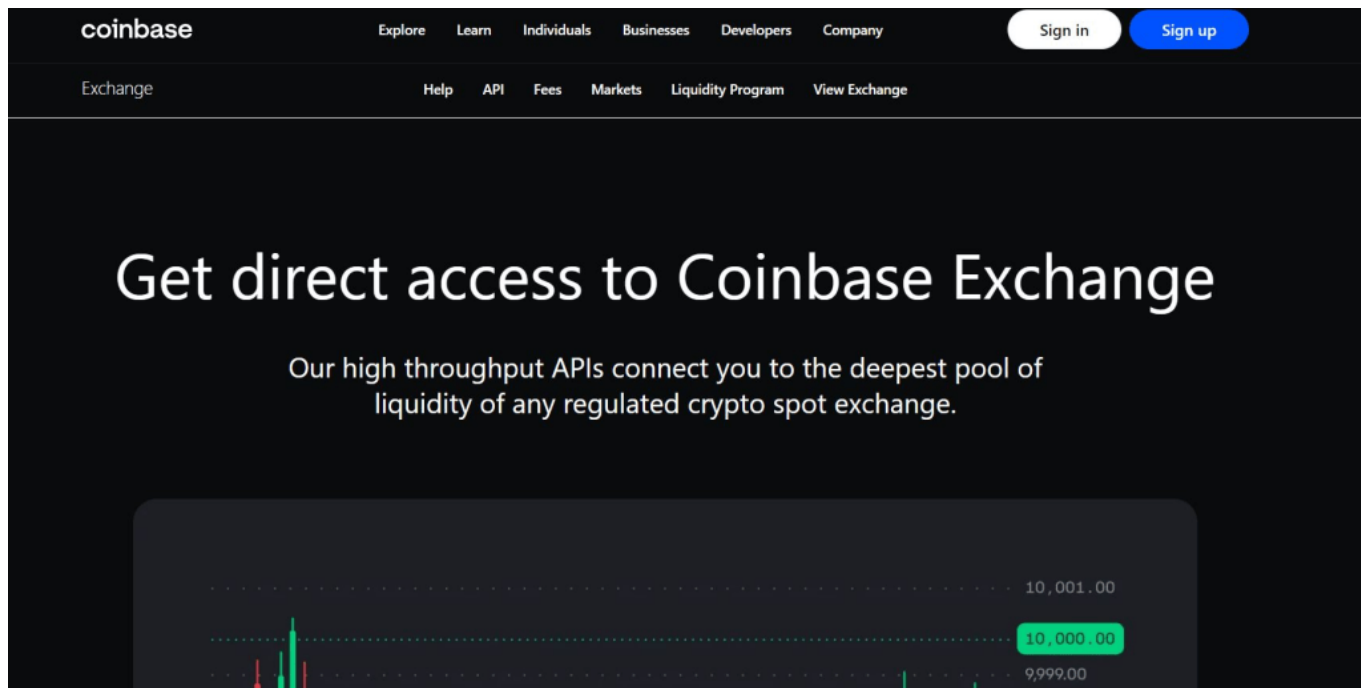 coinbase Explore Learn Individuals Businesses Developers Company Sign in Sign up
Exchange Help API Fees Markets Liquidity Program View Exchange
Get direct access to Coinbase Exchange
Our high throughput APIs connect you to the deepest pool of
liquidity of any regulated crypto spot exchange.
10,001.00
10,000.00
9,999.00